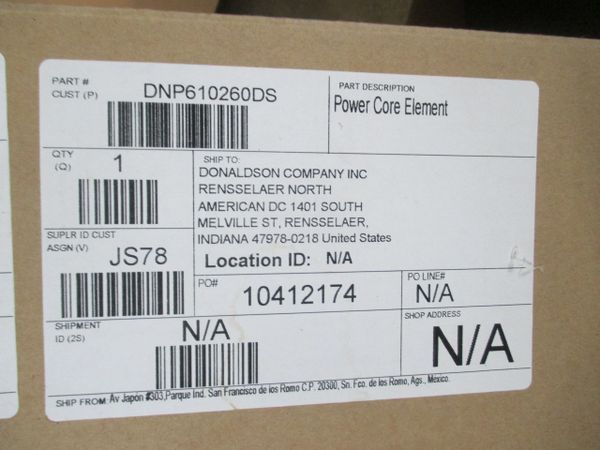 PART #
CUST (P)
DNP610260DS
PART DESCRIPTION
Power Core Element
QTY
(Q)
1
SHIP TO:
DONALDSON COMPANY INC
RENSSELAER NORTH
AMERICAN DC 1401 SOUTH
MELVILLE ST, RENSSELAER,
INDIANA 47978-0218 United States
Location ID: N/A
SUPLR ID CUST
ASGN (V)
JS78
PO#
10412174
PO LINE#
N/A
SHIPMENT
ID (2S)
N/A
SHOP ADDRESS
N/A
SHIP FROM: Av Japón #303,Parque Ind. San Francisco de los Romo C.P. 20300, Sn. Fco. de los Romo, Ags., México.